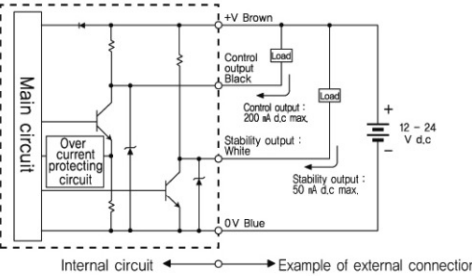 +V Brown
Control
output
Black
Load
Load
Control output :
200 mA d.c max.
Main circuit
Over
current
protecting
circuit
Stability output :
White
12 - 24
V d.c
+
−
Stability output :
50 mA d.c max.
0V Blue
Internal circuit
Example of external connection